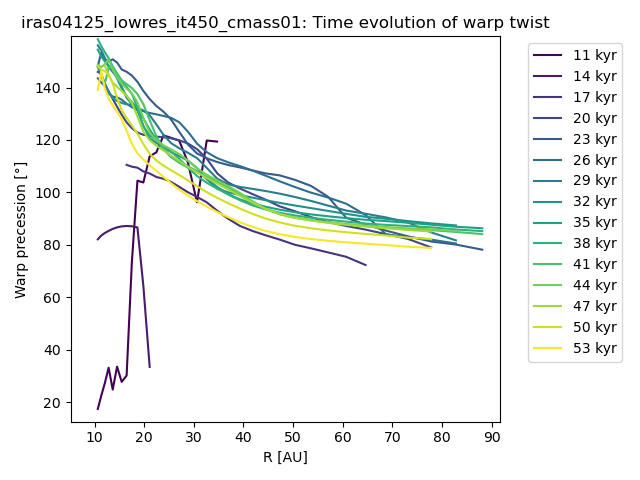 iras04125_lowres_it450_cmass01: Time evolution of warp twist
Warp precession [°]
140
120
100
80
60
40
20
10 20 30 40 50 60 70 80 90
R [AU]
11 kyr
14 kyr
17 kyr
20 kyr
23 kyr
26 kyr
29 kyr
32 kyr
35 kyr
38 kyr
41 kyr
44 kyr
47 kyr
50 kyr
53 kyr